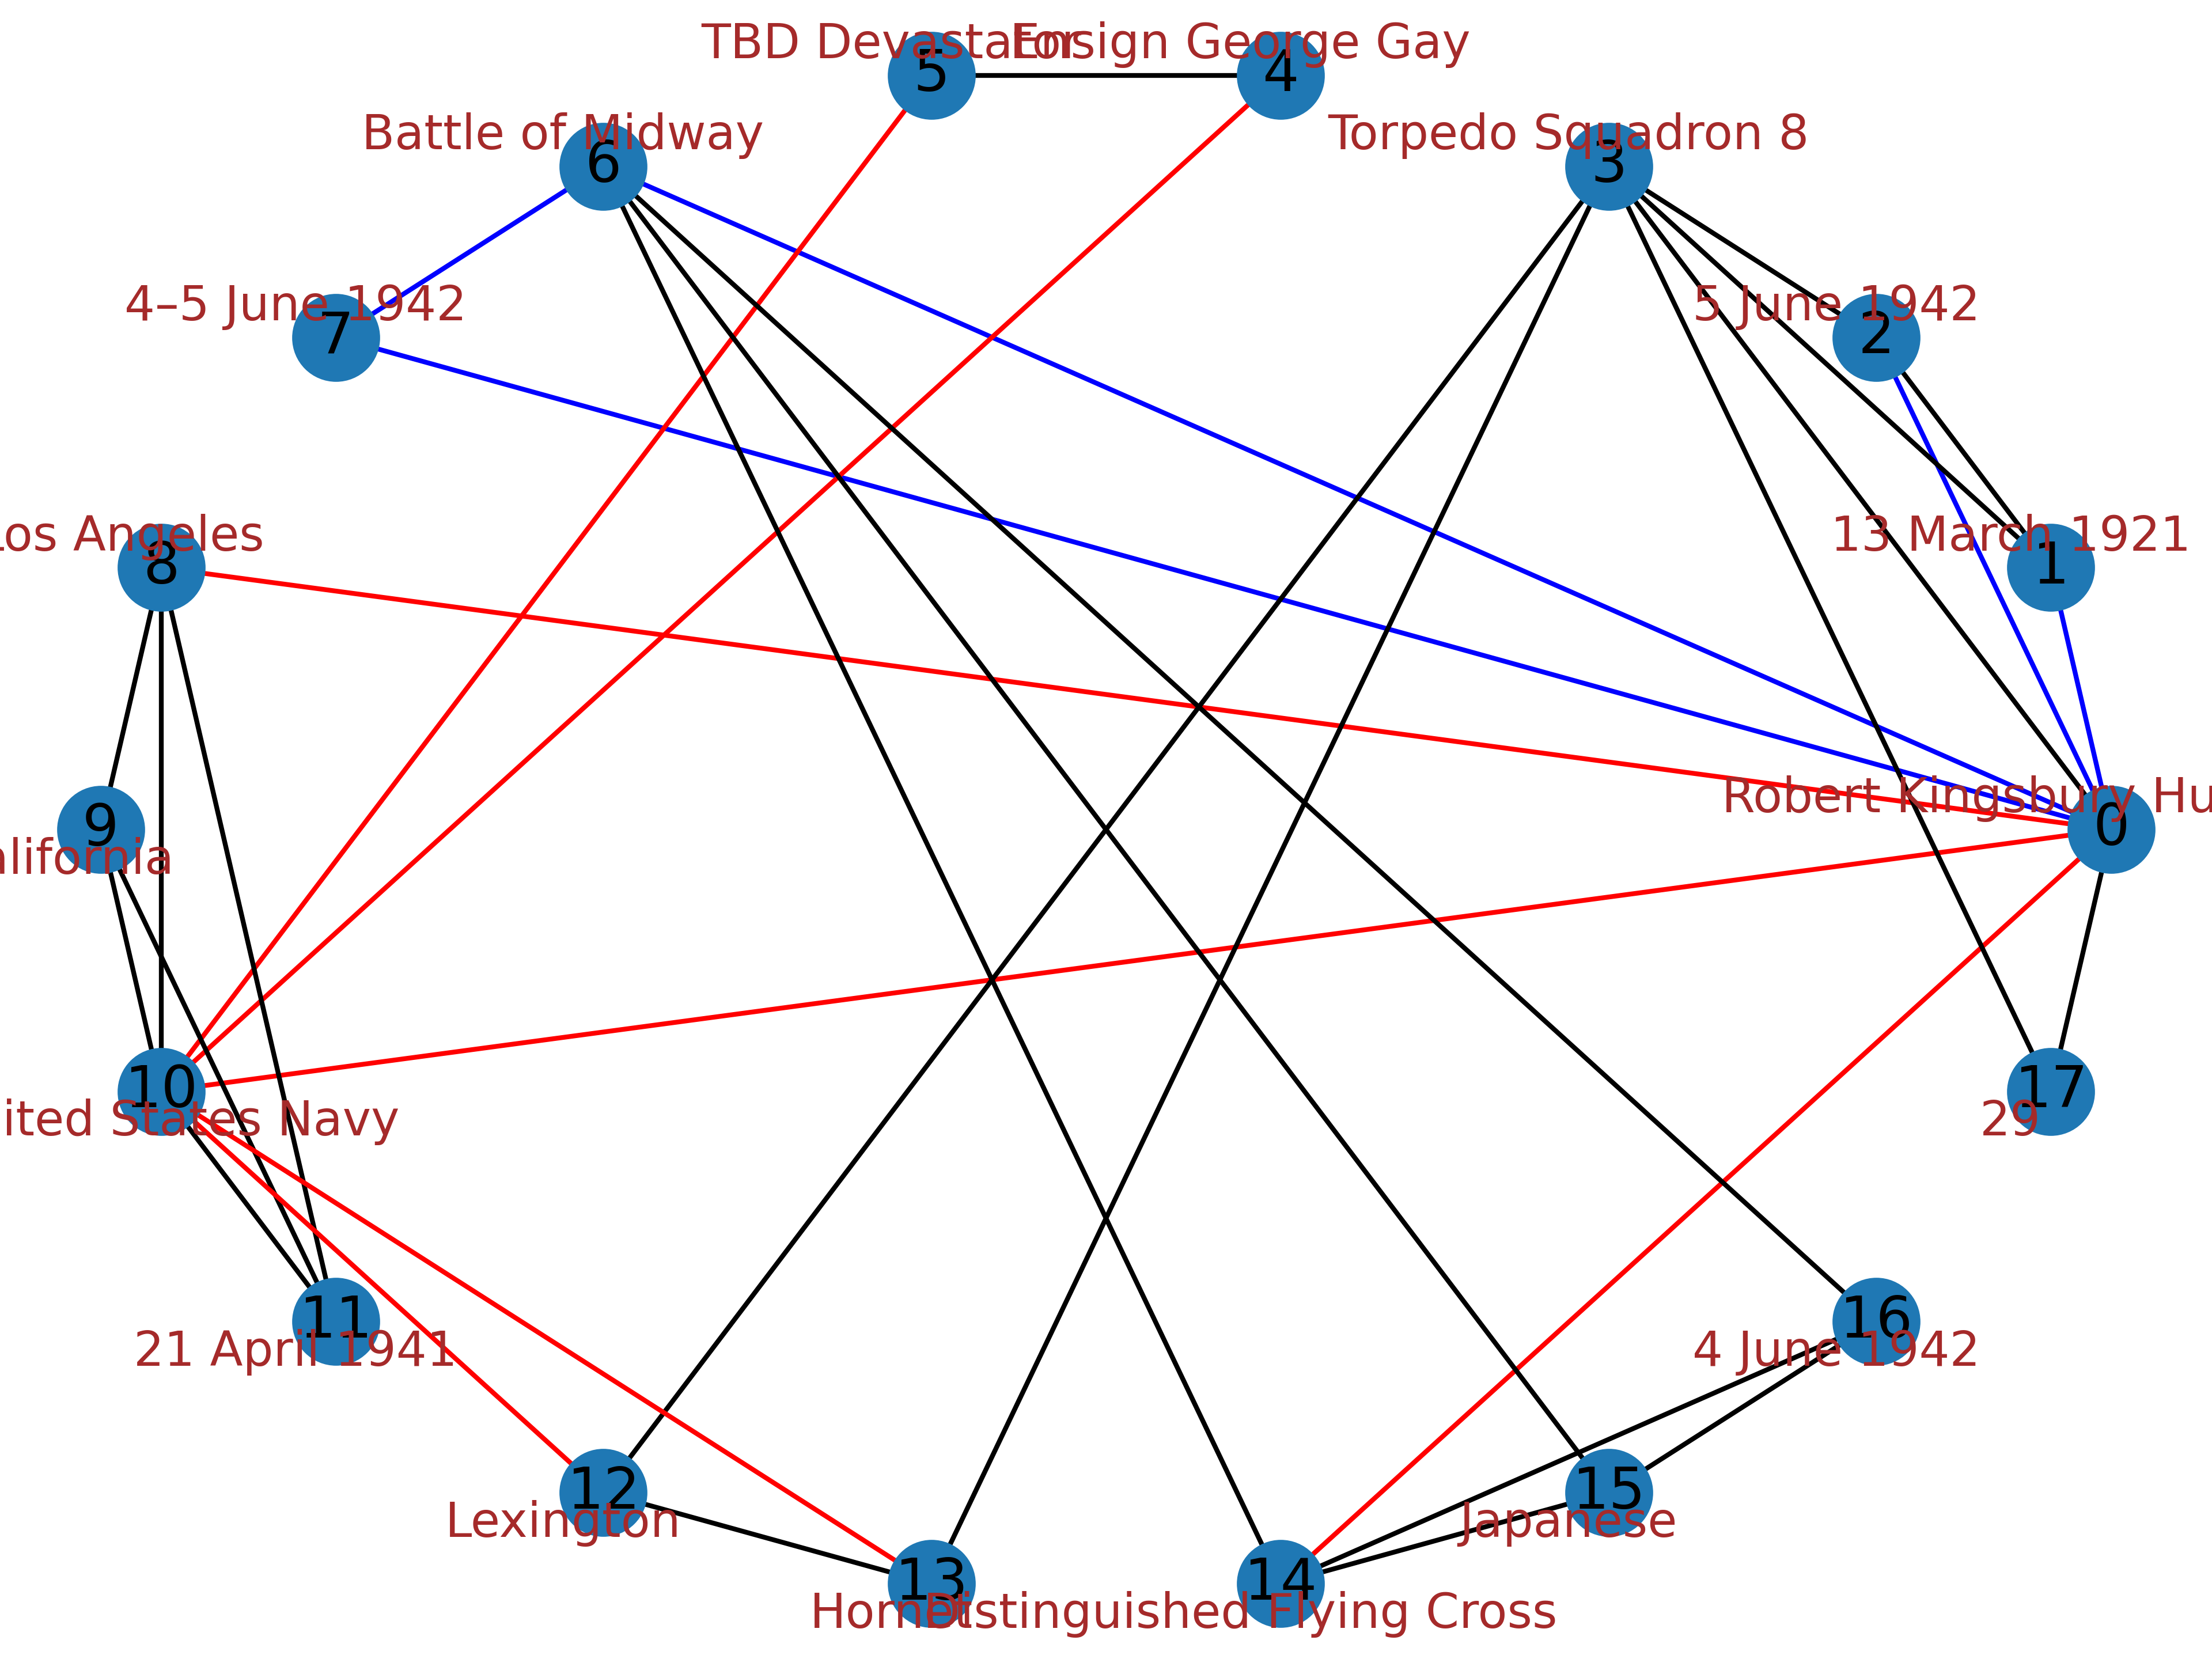 TBD Devastator
Ensign George Gay
5
4
Battle of Midway
6
Torpedo Squadron 8
3
4–5 June 1942
7
5 June 1942
2
Los Angeles
8
13 March 1921
1
Robert Kingsbury Hu
0
9
alifornia
10
ited States Navy
17
29
11
21 April 1941
16
4 June 1942
12
Lexington
15
Japanese
13
Hornet
14
Distinguished Flying Cross